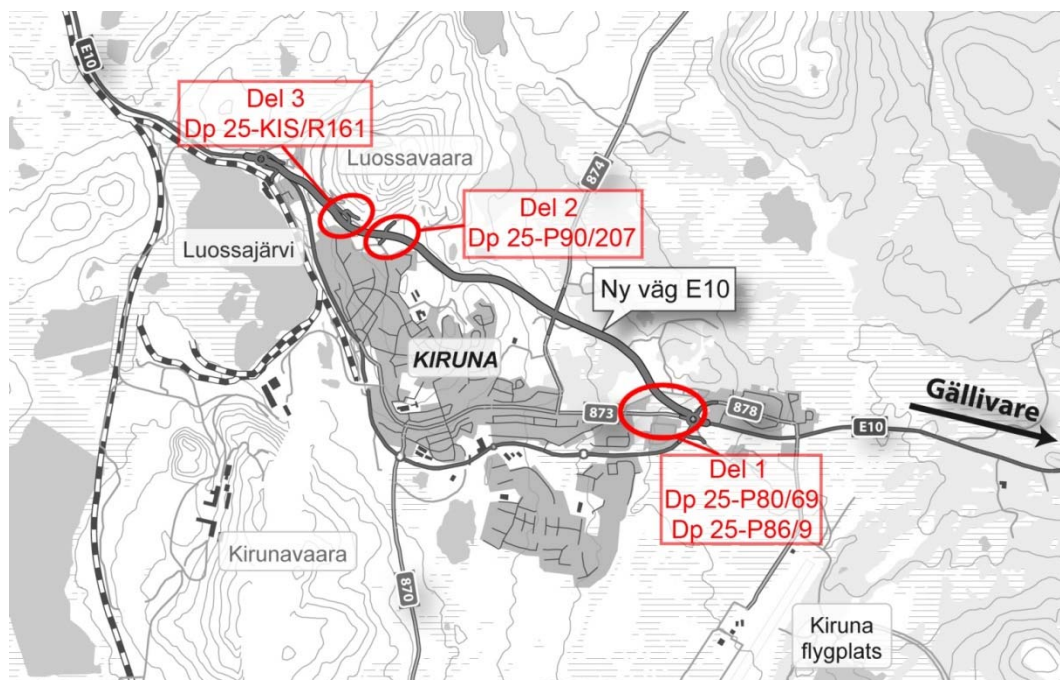 E10
Del 3
Dp 25-KIS/R161
Luossavaara
874
Del 2
Dp 25-P90/207
Luossajärvi
Ny väg E10
KIRUNA
873
878
E10
Gällivare
Del 1
Dp 25-P80/69
Dp 25-P86/9
Kirunavaara
870
Kiruna
flygplats